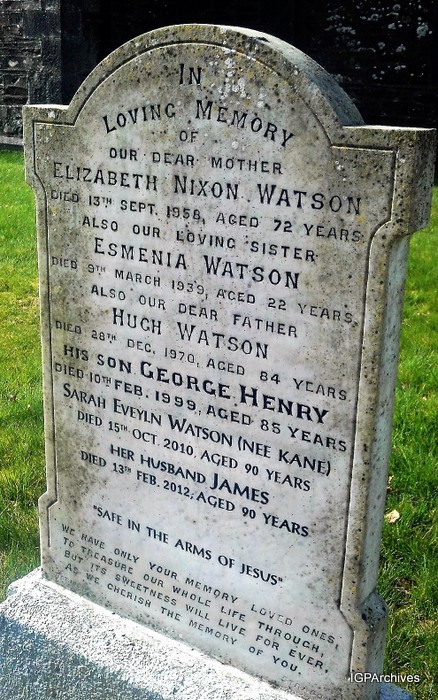 IN
LOVING MEMORY
OF
OUR DEAR MOTHER
ELIZABETH NIXON WATSON
DIED 13TH SEPT. 1958, AGED 72 YEARS
ALSO OUR LOVING SISTER
ESMENIA WATSON
DIED 9TH MARCH 1939, AGED 22 YEARS
ALSO OUR DEAR FATHER
HUGH WATSON
DIED 28TH DEC. 1970, AGED 84 YEARS
HIS SON GEORGE HENRY
DIED 10TH FEB. 1999, AGED 85 YEARS
SARAH EVEYLN WATSON (NEE KANE)
DIED 15TH OCT. 2010, AGED 90 YEARS
HER HUSBAND JAMES
DIED 13TH FEB. 2012, AGED 90 YEARS
"SAFE IN THE ARMS OF JESUS"
WE HAVE ONLY YOUR MEMORY LOVED ONES,
TO TREASURE OUR WHOLE LIFE THROUGH,
BUT ITS SWEETNESS WILL LIVE FOR EVER,
AS WE CHERISH THE MEMORY OF YOU.
IGPArchives